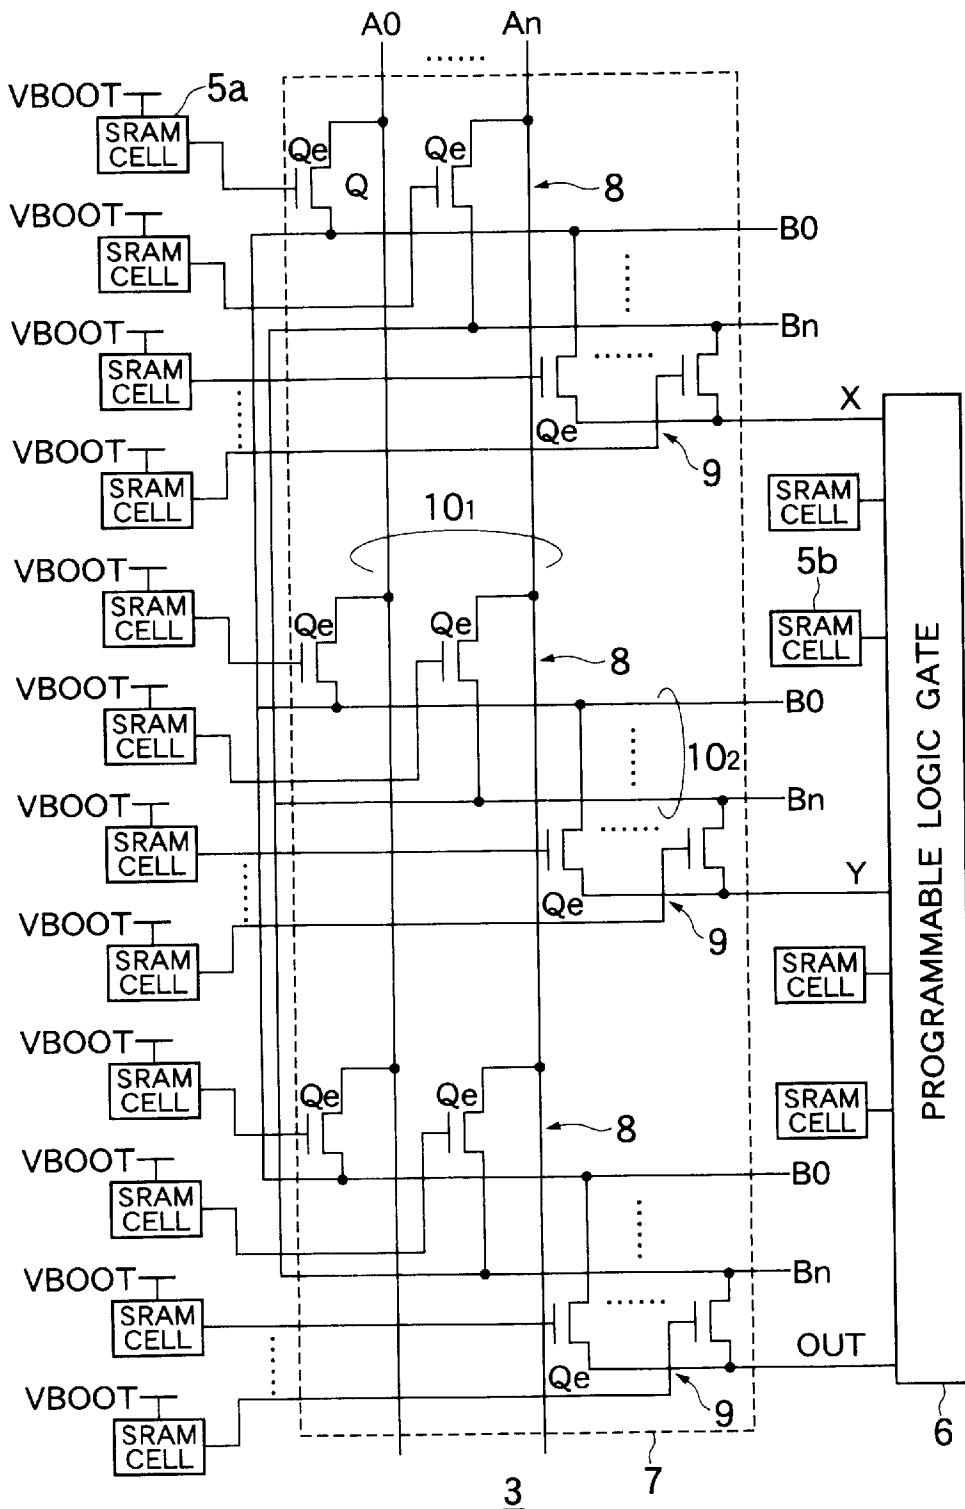 A0 An
VBOOT 5a
SRAM
CELL
Qe Qe
Q
8
VBOOT
SRAM
CELL
B0
VBOOT
SRAM
CELL
Bn
Qe
X
9
VBOOT
SRAM
CELL
SRAM
CELL
101
VBOOT
SRAM
CELL
5b
SRAM
CELL
Qe Qe
8
VBOOT
SRAM
CELL
B0
102
VBOOT
SRAM
CELL
Bn
Qe
Y
9
VBOOT
SRAM
CELL
SRAM
CELL
PROGRAMMABLE LOGIC GATE
VBOOT
SRAM
CELL
Qe Qe
SRAM
CELL
8
VBOOT
SRAM
CELL
B0
VBOOT
SRAM
CELL
Bn
Qe
OUT
9
VBOOT
SRAM
CELL
6
7
3